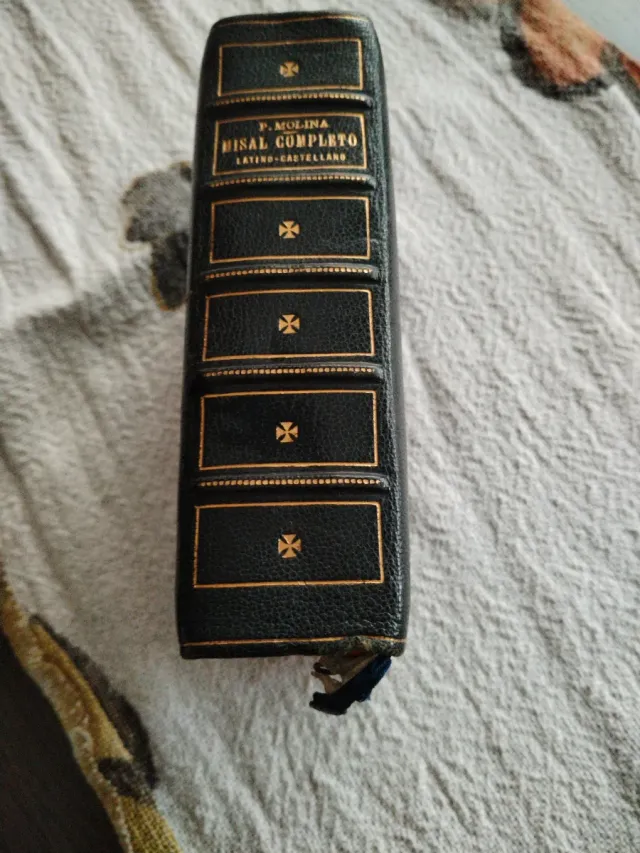 P. MOLINA
MISAL COMPLETO
LATINO-CASTELLANO